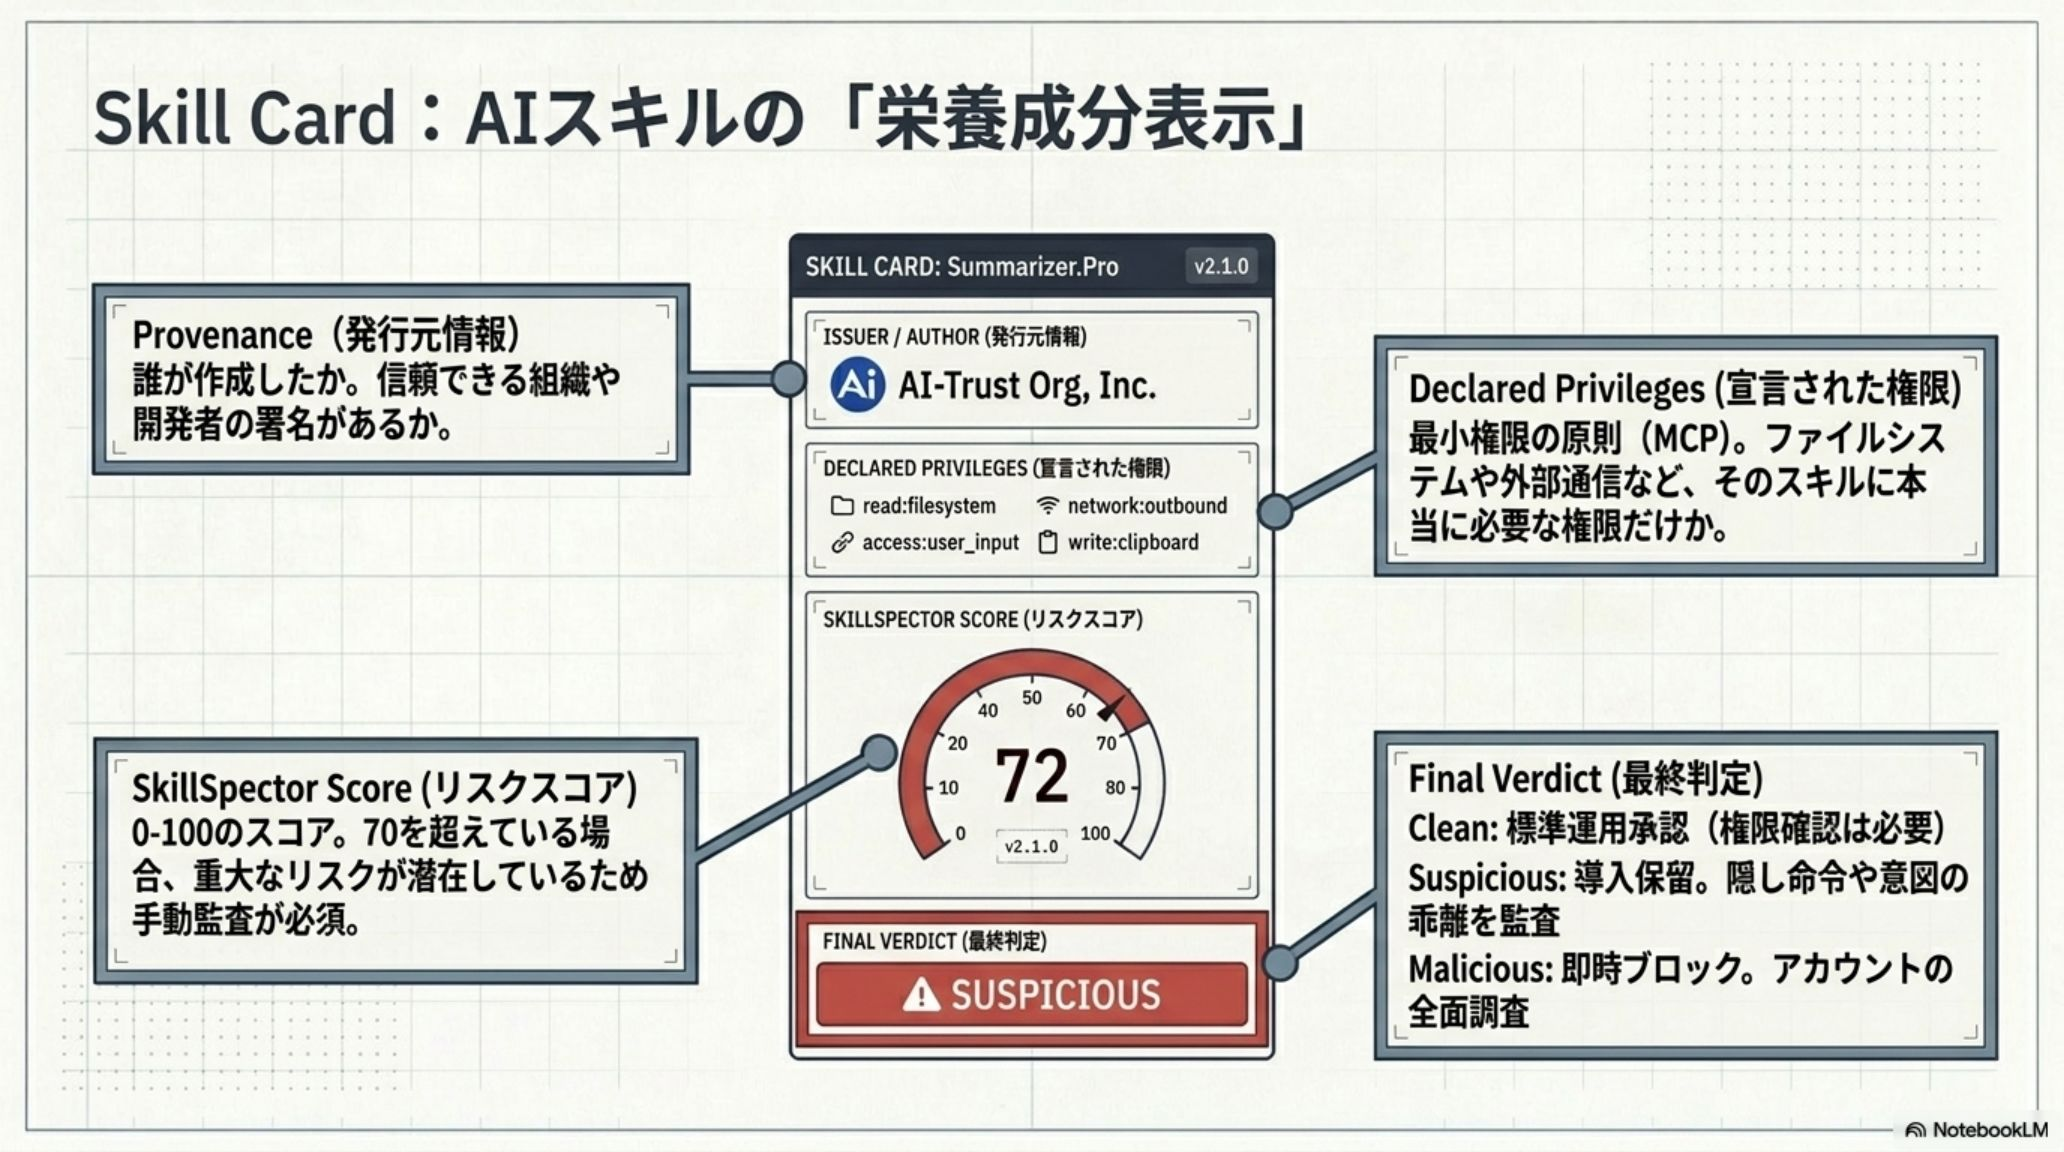 Skill Card：AIスキルの「栄養成分表示」
Provenance（発行元情報）
誰が作成したか。信頼できる組織や
開発者の署名があるか。
SkillSpector Score (リスクスコア)
0-100のスコア。70を超えている場
合、重大なリスクが潜在しているため
手動監査が必須。
SKILL CARD: Summarizer.Pro
v2.1.0
ISSUER / AUTHOR (発行元情報)
Ai
AI-Trust Org, Inc.
DECLARED PRIVILEGES (宣言された権限)
read:filesystem
network:outbound
access:user_input
write:clipboard
SKILLSPECTOR SCORE (リスクスコア)
0
10
20
40
50
60
70
80
100
72
v2.1.0
FINAL VERDICT (最終判定)
SUSPICIOUS
Declared Privileges (宣言された権限)
最小権限の原則（MCP）。ファイルシス
テムや外部通信など、そのスキルに本
当に必要な権限だけか。
Final Verdict (最終判定)
Clean: 標準運用承認（権限確認は必要）
Suspicious: 導入保留。隠し命令や意図の
乖離を監査
Malicious: 即時ブロック。アカウントの
全面調査
NotebookLM